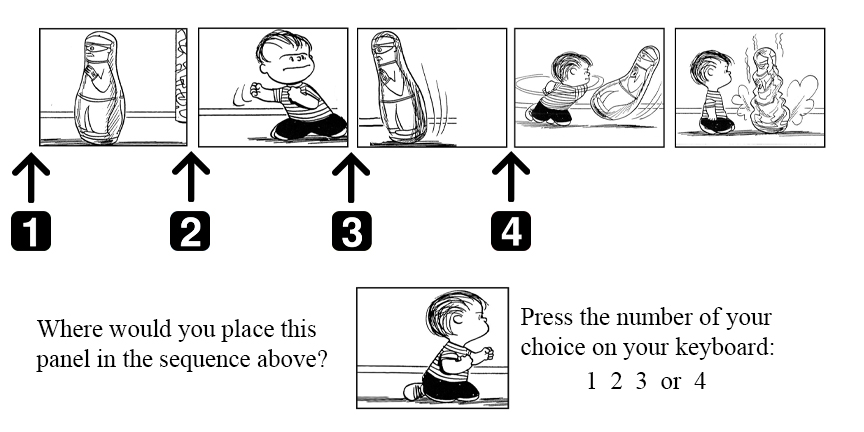 1
2
3
4
Where would you place this
panel in the sequence above?
Press the number of your
choice on your keyboard:
1 2 3 or 4